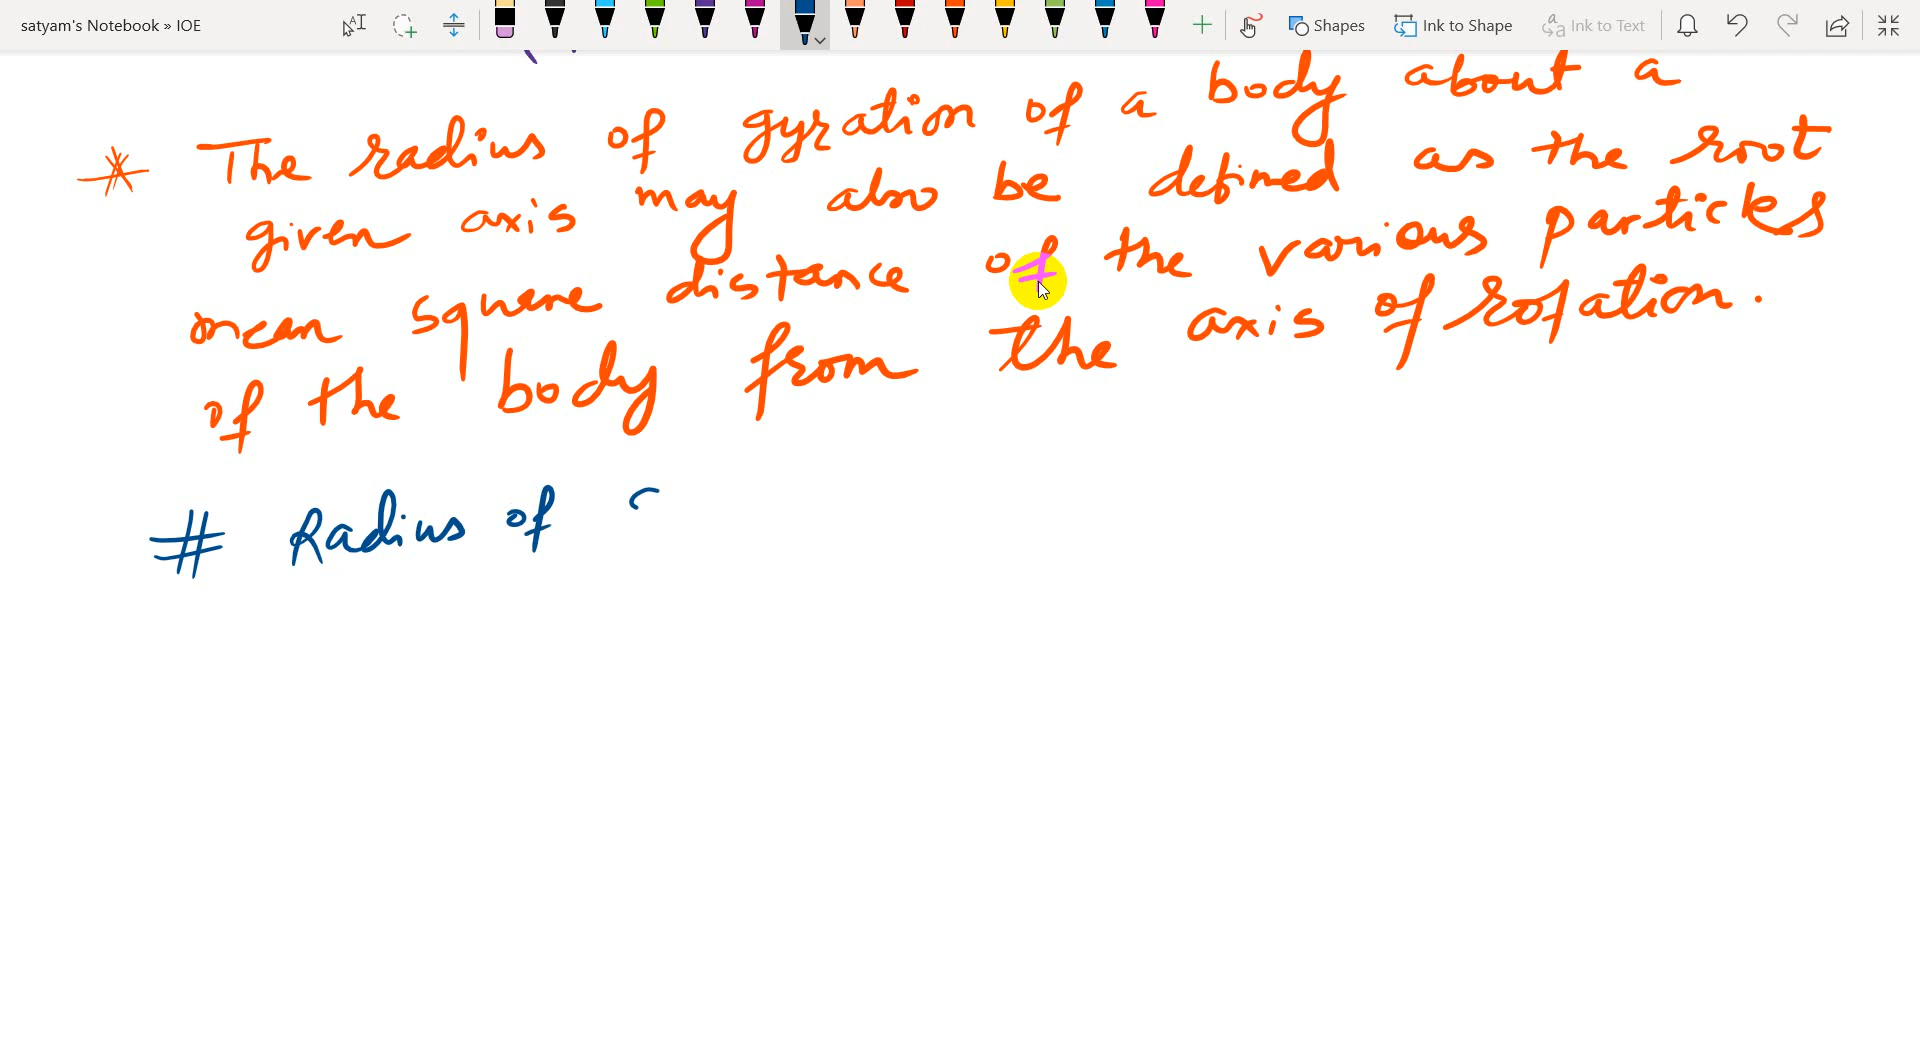 satyam's Notebook » IOE Shapes Ink to Shape Ink to Text
* The radius of gyration of a body about a
given axis may also be defined as the root
mean square distance of the various particles
of the body from the axis of rotation.
# Radius of